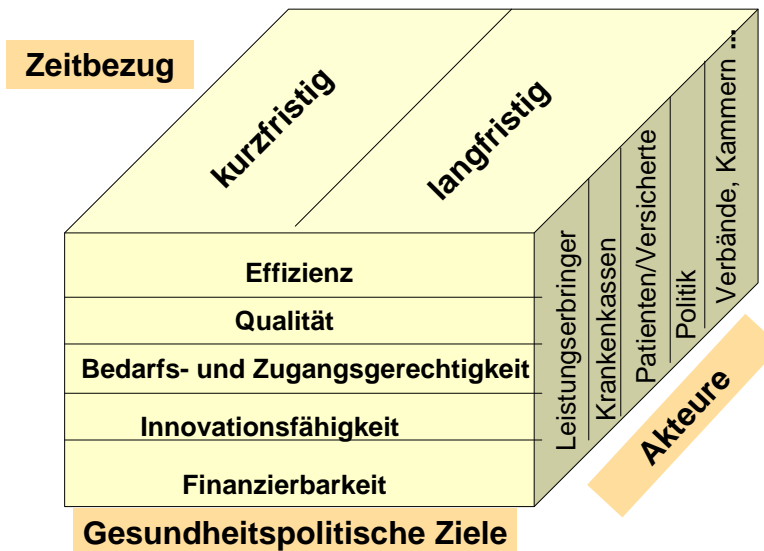 Zeitbezug
kurzfristig
langfristig
Effizienz
Qualität
Bedarfs- und Zugangsgerechtigkeit
Innovationsfähigkeit
Finanzierbarkeit
Leistungserbringer
Krankenkassen
Patienten/Versicherte
Politik
Verbände, Kammern ...
Akteure
Gesundheitspolitische Ziele